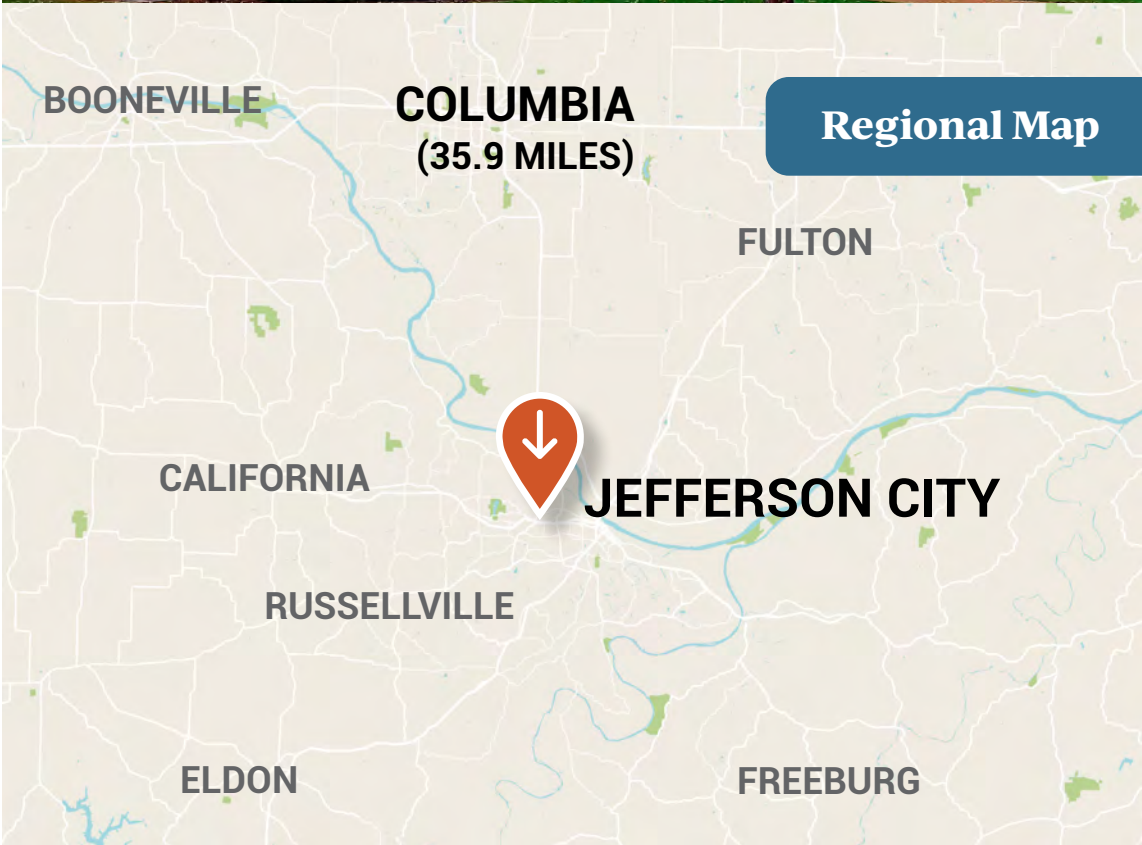 BOONEVILLE
COLUMBIA
(35.9 MILES)
Regional Map
FULTON
CALIFORNIA
JEFFERSON CITY
RUSSELLVILLE
ELDON
FREEBURG